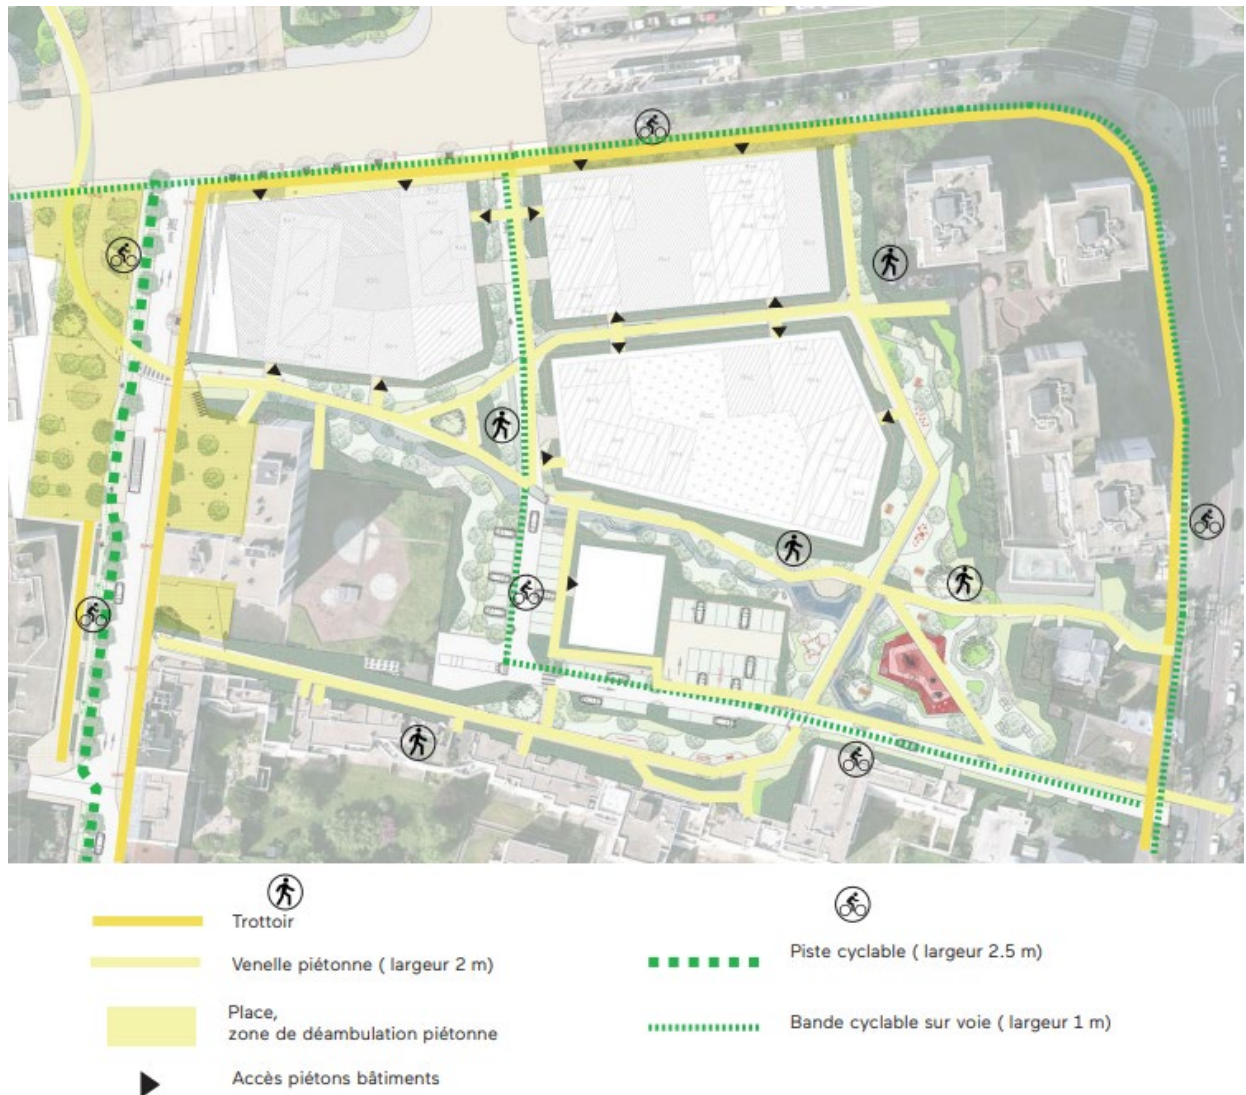 Trottoir
Venelle piétonne ( largeur 2 m)
Place,
zone de déambulation piétonne
Accès piétons bâtiments
Piste cyclable ( largeur 2.5 m)
Bande cyclable sur voie ( largeur 1 m)